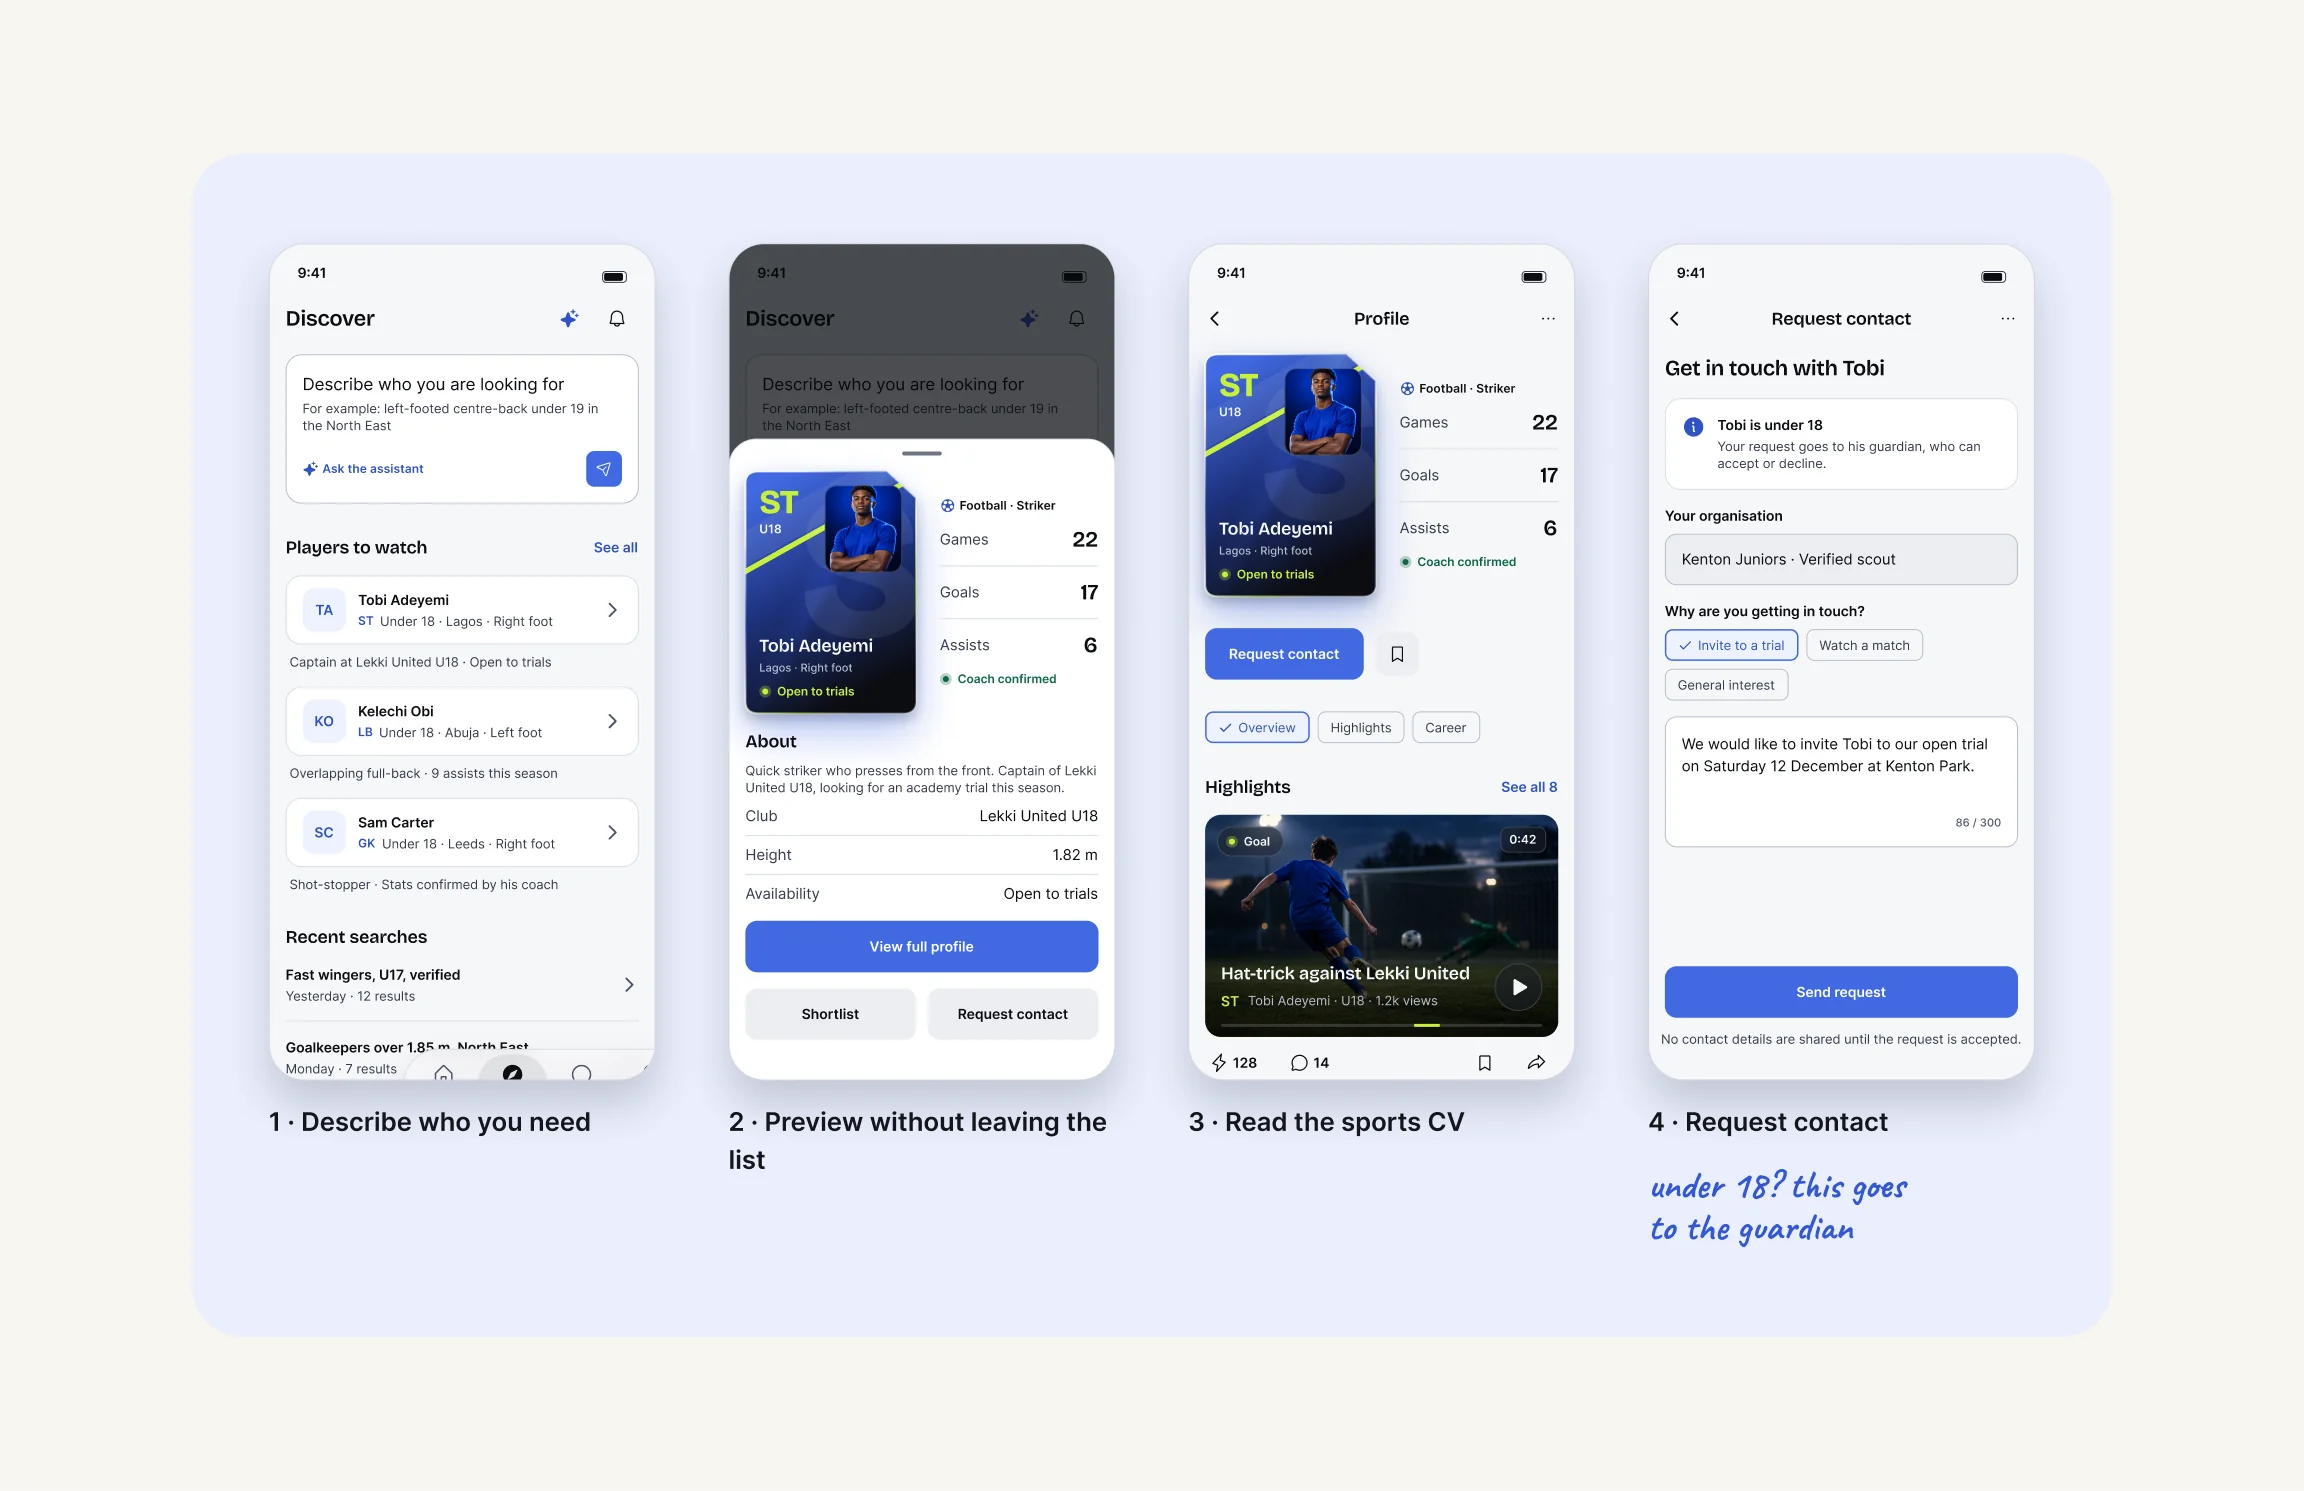 9:41
Discover
Describe who you are looking for
For example: left-footed centre-back under 19 in
the North East
Ask the assistant
Players to watch
See all
TA
Tobi Adeyemi
ST Under 18 · Lagos · Right foot
Captain at Lekki United U18 · Open to trials
KO
Kelechi Obi
LB Under 18 · Abuja · Left foot
Overlapping full-back · 9 assists this season
SC
Sam Carter
GK Under 18 · Leeds · Right foot
Shot-stopper · Stats confirmed by his coach
Recent searches
Fast wingers, U17, verified
Yesterday · 12 results
Goalkeepers over 1.85 m, North East
Monday · 7 results
1 · Describe who you need
9:41
Discover
Describe who you are looking for
For example: left-footed centre-back under 19 in
the North East
ST
U18
S
Tobi Adeyemi
Lagos · Right foot
Open to trials
Football · Striker
Games 22
Goals 17
Assists 6
Coach confirmed
About
Quick striker who presses from the front. Captain of Lekki
United U18, looking for an academy trial this season.
Club Lekki United U18
Height 1.82 m
Availability Open to trials
View full profile
Shortlist
Request contact
2 · Preview without leaving the
list
9:41
Profile
ST
U18
S
Tobi Adeyemi
Lagos · Right foot
Open to trials
Football · Striker
Games 22
Goals 17
Assists 6
Coach confirmed
Request contact
Overview
Highlights
Career
Highlights
See all 8
Goal
0:42
Hat-trick against Lekki United
ST Tobi Adeyemi · U18 · 1.2k views
128
14
3 · Read the sports CV
9:41
Request contact
Get in touch with Tobi
Tobi is under 18
Your request goes to his guardian, who can
accept or decline.
Your organisation
Kenton Juniors · Verified scout
Why are you getting in touch?
Invite to a trial
Watch a match
General interest
We would like to invite Tobi to our open trial
on Saturday 12 December at Kenton Park.
86 / 300
Send request
No contact details are shared until the request is accepted.
4 · Request contact
under 18? this goes
to the guardian